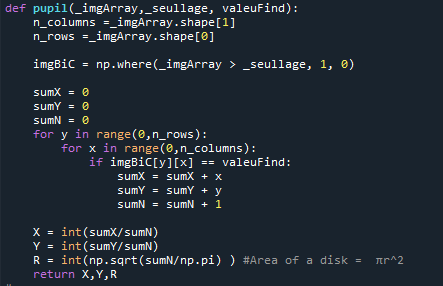 def pupil(_imgArray,_seullage, valeuFind):
    n_columns =_imgArray.shape[1]
    n_rows =_imgArray.shape[0]

    imgBiC = np.where(_imgArray > _seullage, 1, 0)

    sumX = 0
    sumY = 0
    sumN = 0
    for y in range(0,n_rows):
        for x in range(0,n_columns):
            if imgBiC[y][x] == valeuFind:
                sumX = sumX + x
                sumY = sumY + y
                sumN = sumN + 1

    X = int(sumX/sumN)
    Y = int(sumY/sumN)
    R = int(np.sqrt(sumN/np.pi) ) #Area of a disk =  πr^2
    return X,Y,R